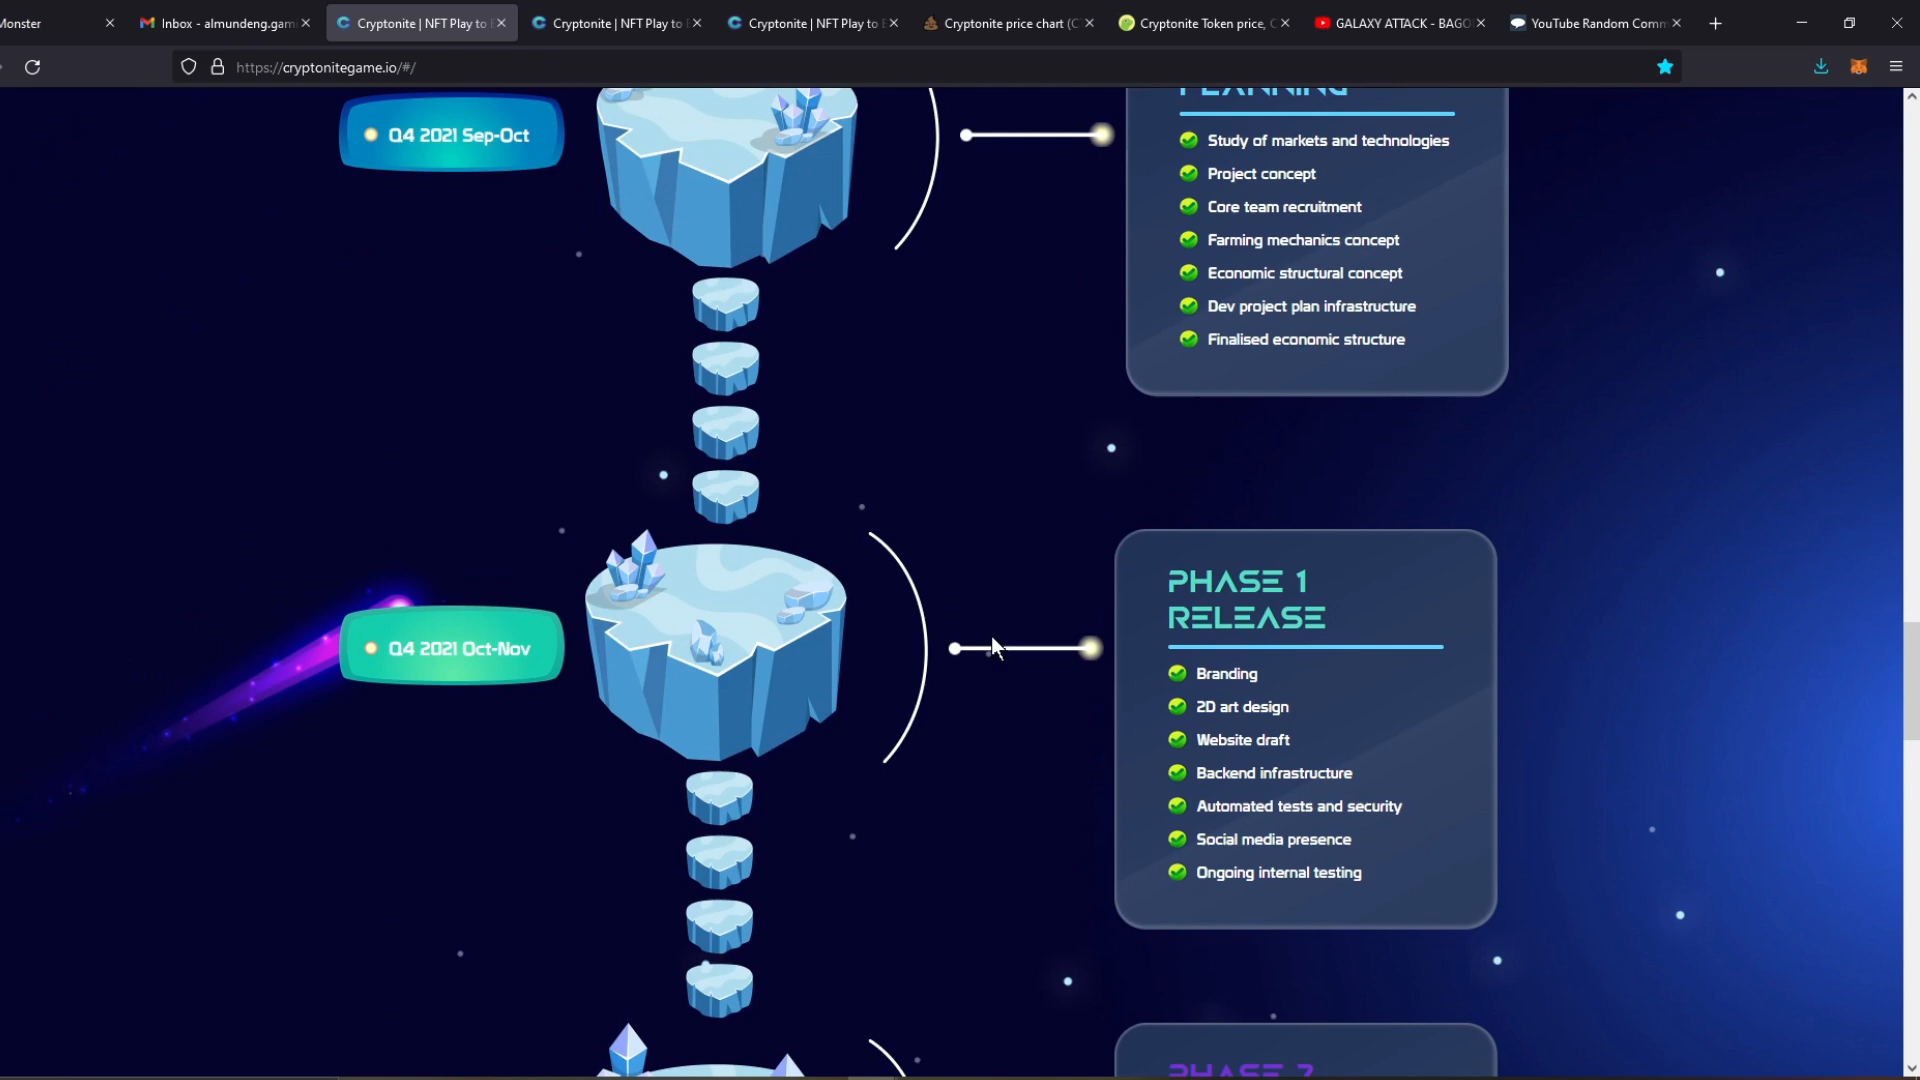 Monster
Inbox - almundeng.gam
Cryptonite | NFT Play to
Cryptonite | NFT Play to
Cryptonite | NFT Play to E
Cryptonite price chart (C
Cryptonite Token price, C
GALAXY ATTACK - BAGO
YouTube Random Comm
https://cryptonitegame.io/#/
PLANNING
Q4 2021 Sep-Oct
Study of markets and technologies
Project concept
Core team recruitment
Farming mechanics concept
Economic structural concept
Dev project plan infrastructure
Finalised economic structure
PHASE 1
RELEASE
Q4 2021 Oct-Nov
Branding
2D art design
Website draft
Backend infrastructure
Automated tests and security
Social media presence
Ongoing internal testing